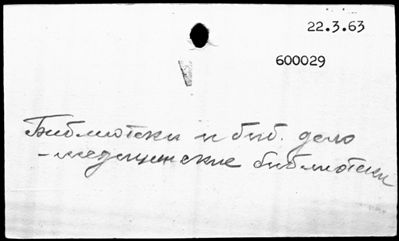 22.3.63
600029
Библиотеки и биб. дело
- медицинские библиотеки